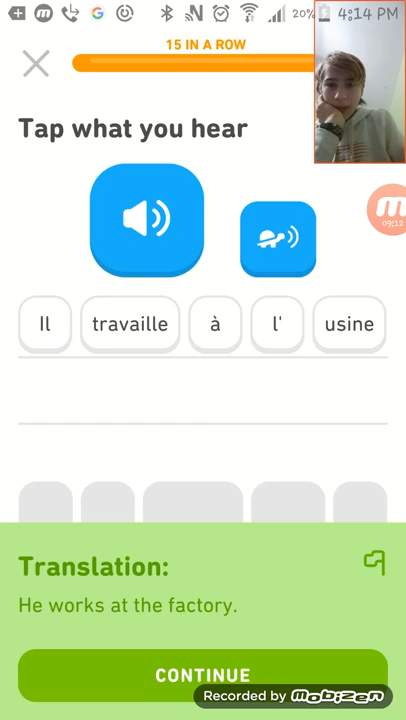 20% 4:14 PM
15 IN A ROW
Tap what you hear
09:12
Il travaille à l' usine
Translation:
He works at the factory.
CONTINUE
Recorded by mobizen